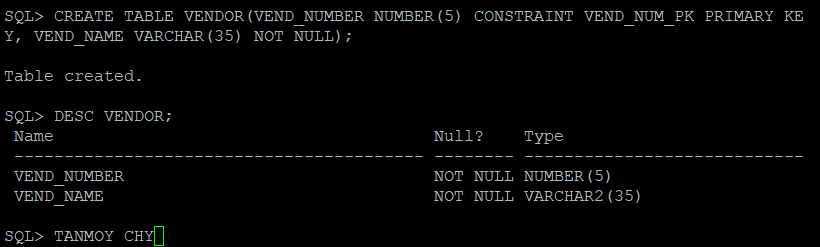 SQL> CREATE TABLE VENDOR(VEND_NUMBER NUMBER(5) CONSTRAINT VEND_NUM_PK PRIMARY KE
Y, VEND_NAME VARCHAR(35) NOT NULL);
Table created.
SQL> DESC VENDOR;
Name                                      Null?    Type
----------------------------------------- -------- ----------------------------
VEND_NUMBER                               NOT NULL NUMBER(5)
VEND_NAME                                 NOT NULL VARCHAR2(35)
SQL> TANMOY CHY